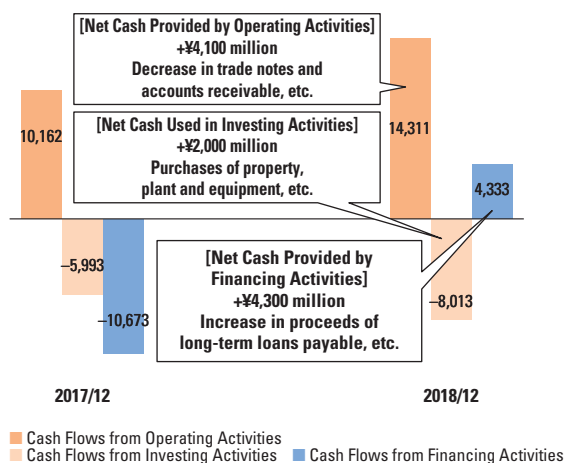 [Net Cash Provided by Operating Activities]
+¥4,100 million
Decrease in trade notes and
accounts receivable, etc.
10,162
[Net Cash Used in Investing Activities]
+¥2,000 million
Purchases of property,
plant and equipment, etc.
14,311
4,333
–5,993
–10,673
[Net Cash Provided by
Financing Activities]
+¥4,300 million
Increase in proceeds of
long-term loans payable, etc.
–8,013
2017/12
2018/12
Cash Flows from Operating Activities
Cash Flows from Investing Activities
Cash Flows from Financing Activities